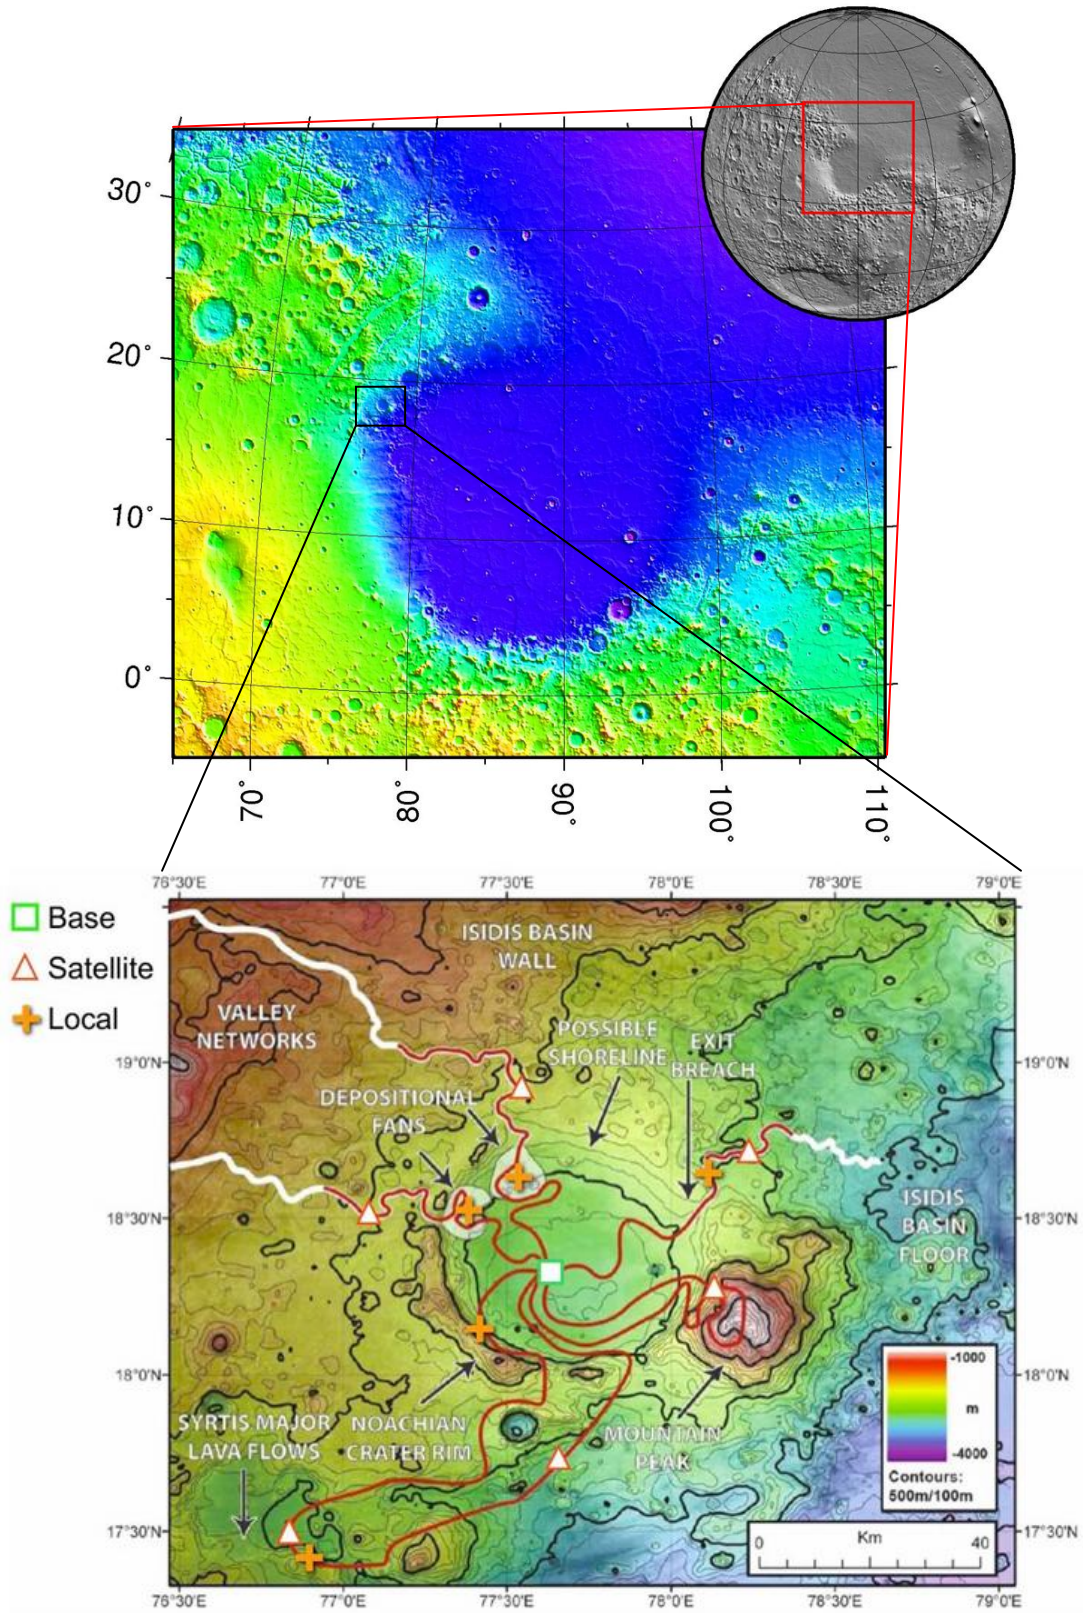 30°
20°
10°
0°
70°
80°
90°
100°
110°
76°30'E 77°0'E 77°30'E 78°0'E 78°30'E 79°0'E
Base
Satellite
Local
ISIDIS BASIN
WALL
VALLEY
NETWORKS
POSSIBLE
SHORELINE
EXIT
BREACH
19°0'N 19°0'N
DEPOSITIONAL
FANS
ISIDIS
BASIN
FLOOR
18°30'N 18°30'N
18°0'N 18°0'N
SYRTIS MAJOR
LAVA FLOWS
NOACHIAN
CRATER RIM
MOUNTAIN
PEAK
-1000
m
-4000
Contours:
500m/100m
17°30'N 17°30'N
Km
0 40
76°30'E 77°0'E 77°30'E 78°0'E 78°30'E 79°0'E